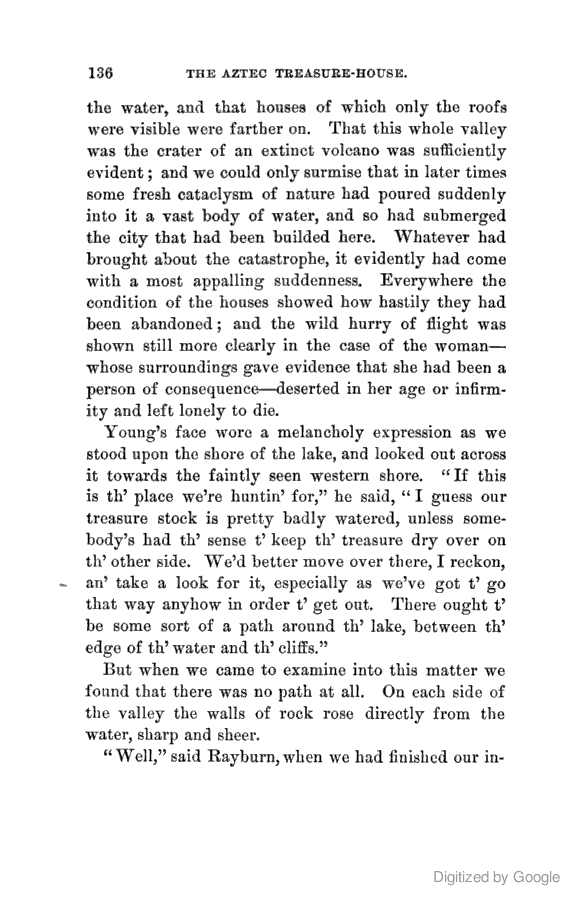 136 THE AZTEC TREASURE-HOUSE.
the water, and that houses of which only the roofs
were visible were farther on. That this whole valley
was the crater of an extinct volcano was sufficiently
evident; and we could only surmise that in later times
some fresh cataclysm of nature had poured suddenly
into it a vast body of water, and so had submerged
the city that had been builded here. Whatever had
brought about the catastrophe, it evidently had come
with a most appalling suddenness. Everywhere the
condition of the houses showed how hastily they had
been abandoned; and the wild hurry of flight was
shown still more clearly in the case of the woman—
whose surroundings gave evidence that she had been a
person of consequence—deserted in her age or infirm-
ity and left lonely to die.
Young's face wore a melancholy expression as we
stood upon the shore of the lake, and looked out across
it towards the faintly seen western shore. "If this
is th' place we're huntin' for," he said, "I guess our
treasure stock is pretty badly watered, unless some-
body's had th' sense t' keep th' treasure dry over on
th' other side. We'd better move over there, I reckon,
an' take a look for it, especially as we've got t' go
that way anyhow in order t' get out. There ought t'
be some sort of a path around th' lake, between th'
edge of th' water and th' cliffs."
But when we came to examine into this matter we
found that there was no path at all. On each side of
the valley the walls of rock rose directly from the
water, sharp and sheer.
"Well," said Rayburn, when we had finished our in-
Digitized by Google